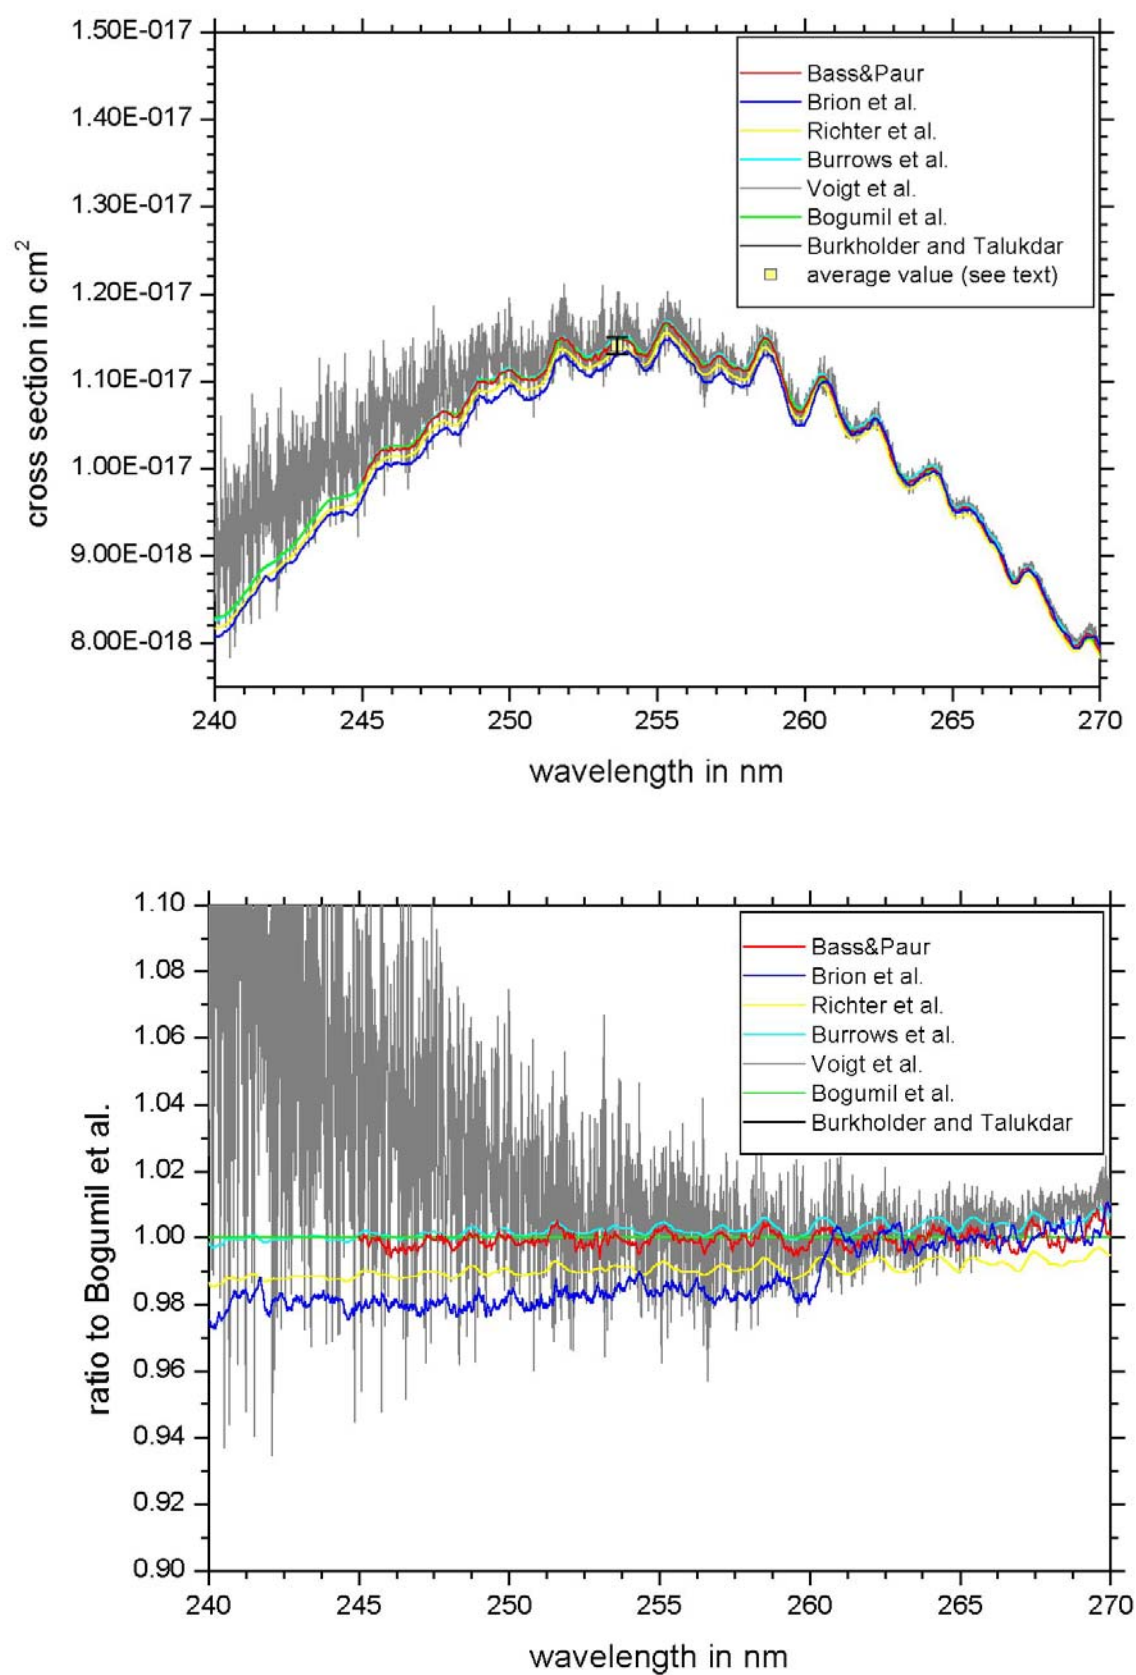 1.50E-017
1.40E-017
1.30E-017
1.20E-017
1.10E-017
1.00E-017
9.00E-018
8.00E-018
cross section in cm²
Bass&Paur
Brion et al.
Richter et al.
Burrows et al.
Voigt et al.
Bogumil et al.
Burkholder and Talukdar
average value (see text)
240 245 250 255 260 265 270
wavelength in nm
1.10
1.08
1.06
1.04
1.02
1.00
0.98
0.96
0.94
0.92
0.90
ratio to Bogumil et al.
Bass&Paur
Brion et al.
Richter et al.
Burrows et al.
Voigt et al.
Bogumil et al.
Burkholder and Talukdar
240 245 250 255 260 265 270
wavelength in nm